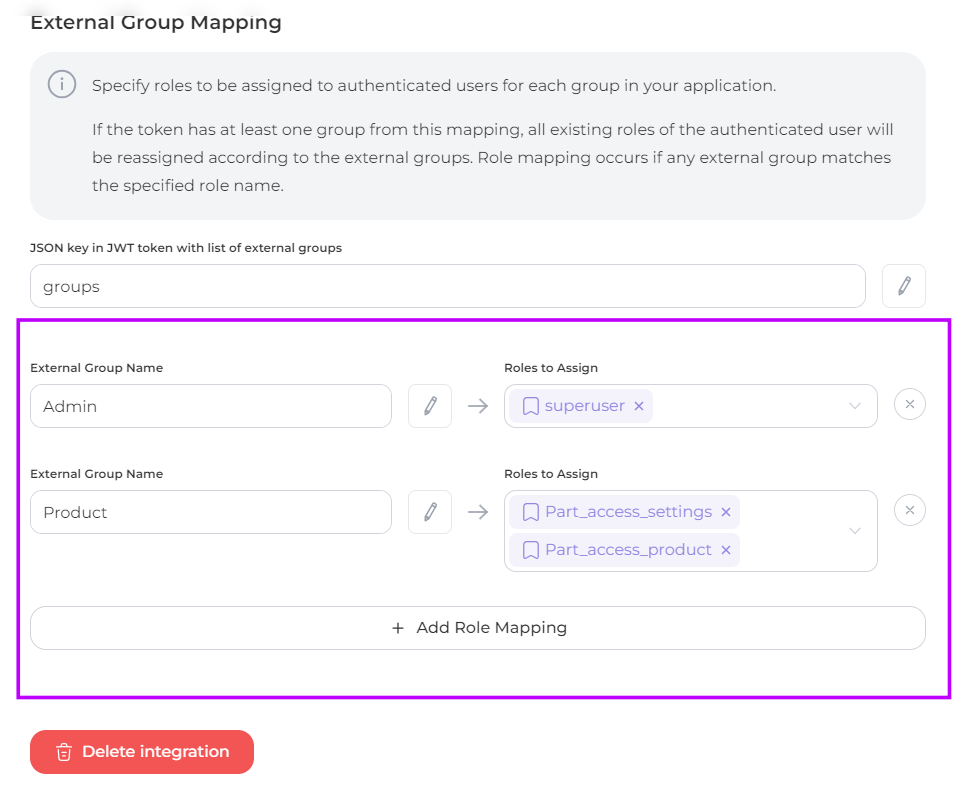 External Group Mapping
Specify roles to be assigned to authenticated users for each group in your application.
If the token has at least one group from this mapping, all existing roles of the authenticated user will
be reassigned according to the external groups. Role mapping occurs if any external group matches
the specified role name.
JSON key in JWT token with list of external groups
groups
External Group Name
Roles to Assign
Admin
superuser
External Group Name
Roles to Assign
Product
Part_access_settings
Part_access_product
+ Add Role Mapping
Delete integration